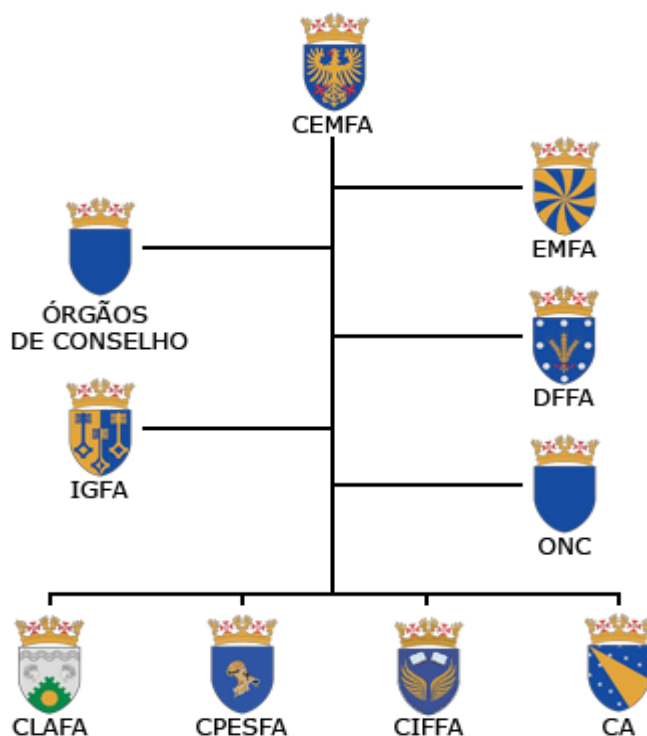 CEMFA
EMFA
ÓRGÃOS
DE CONSELHO
DFFA
IGFA
ONC
CLAFA
CPESFA
CIFFA
CA